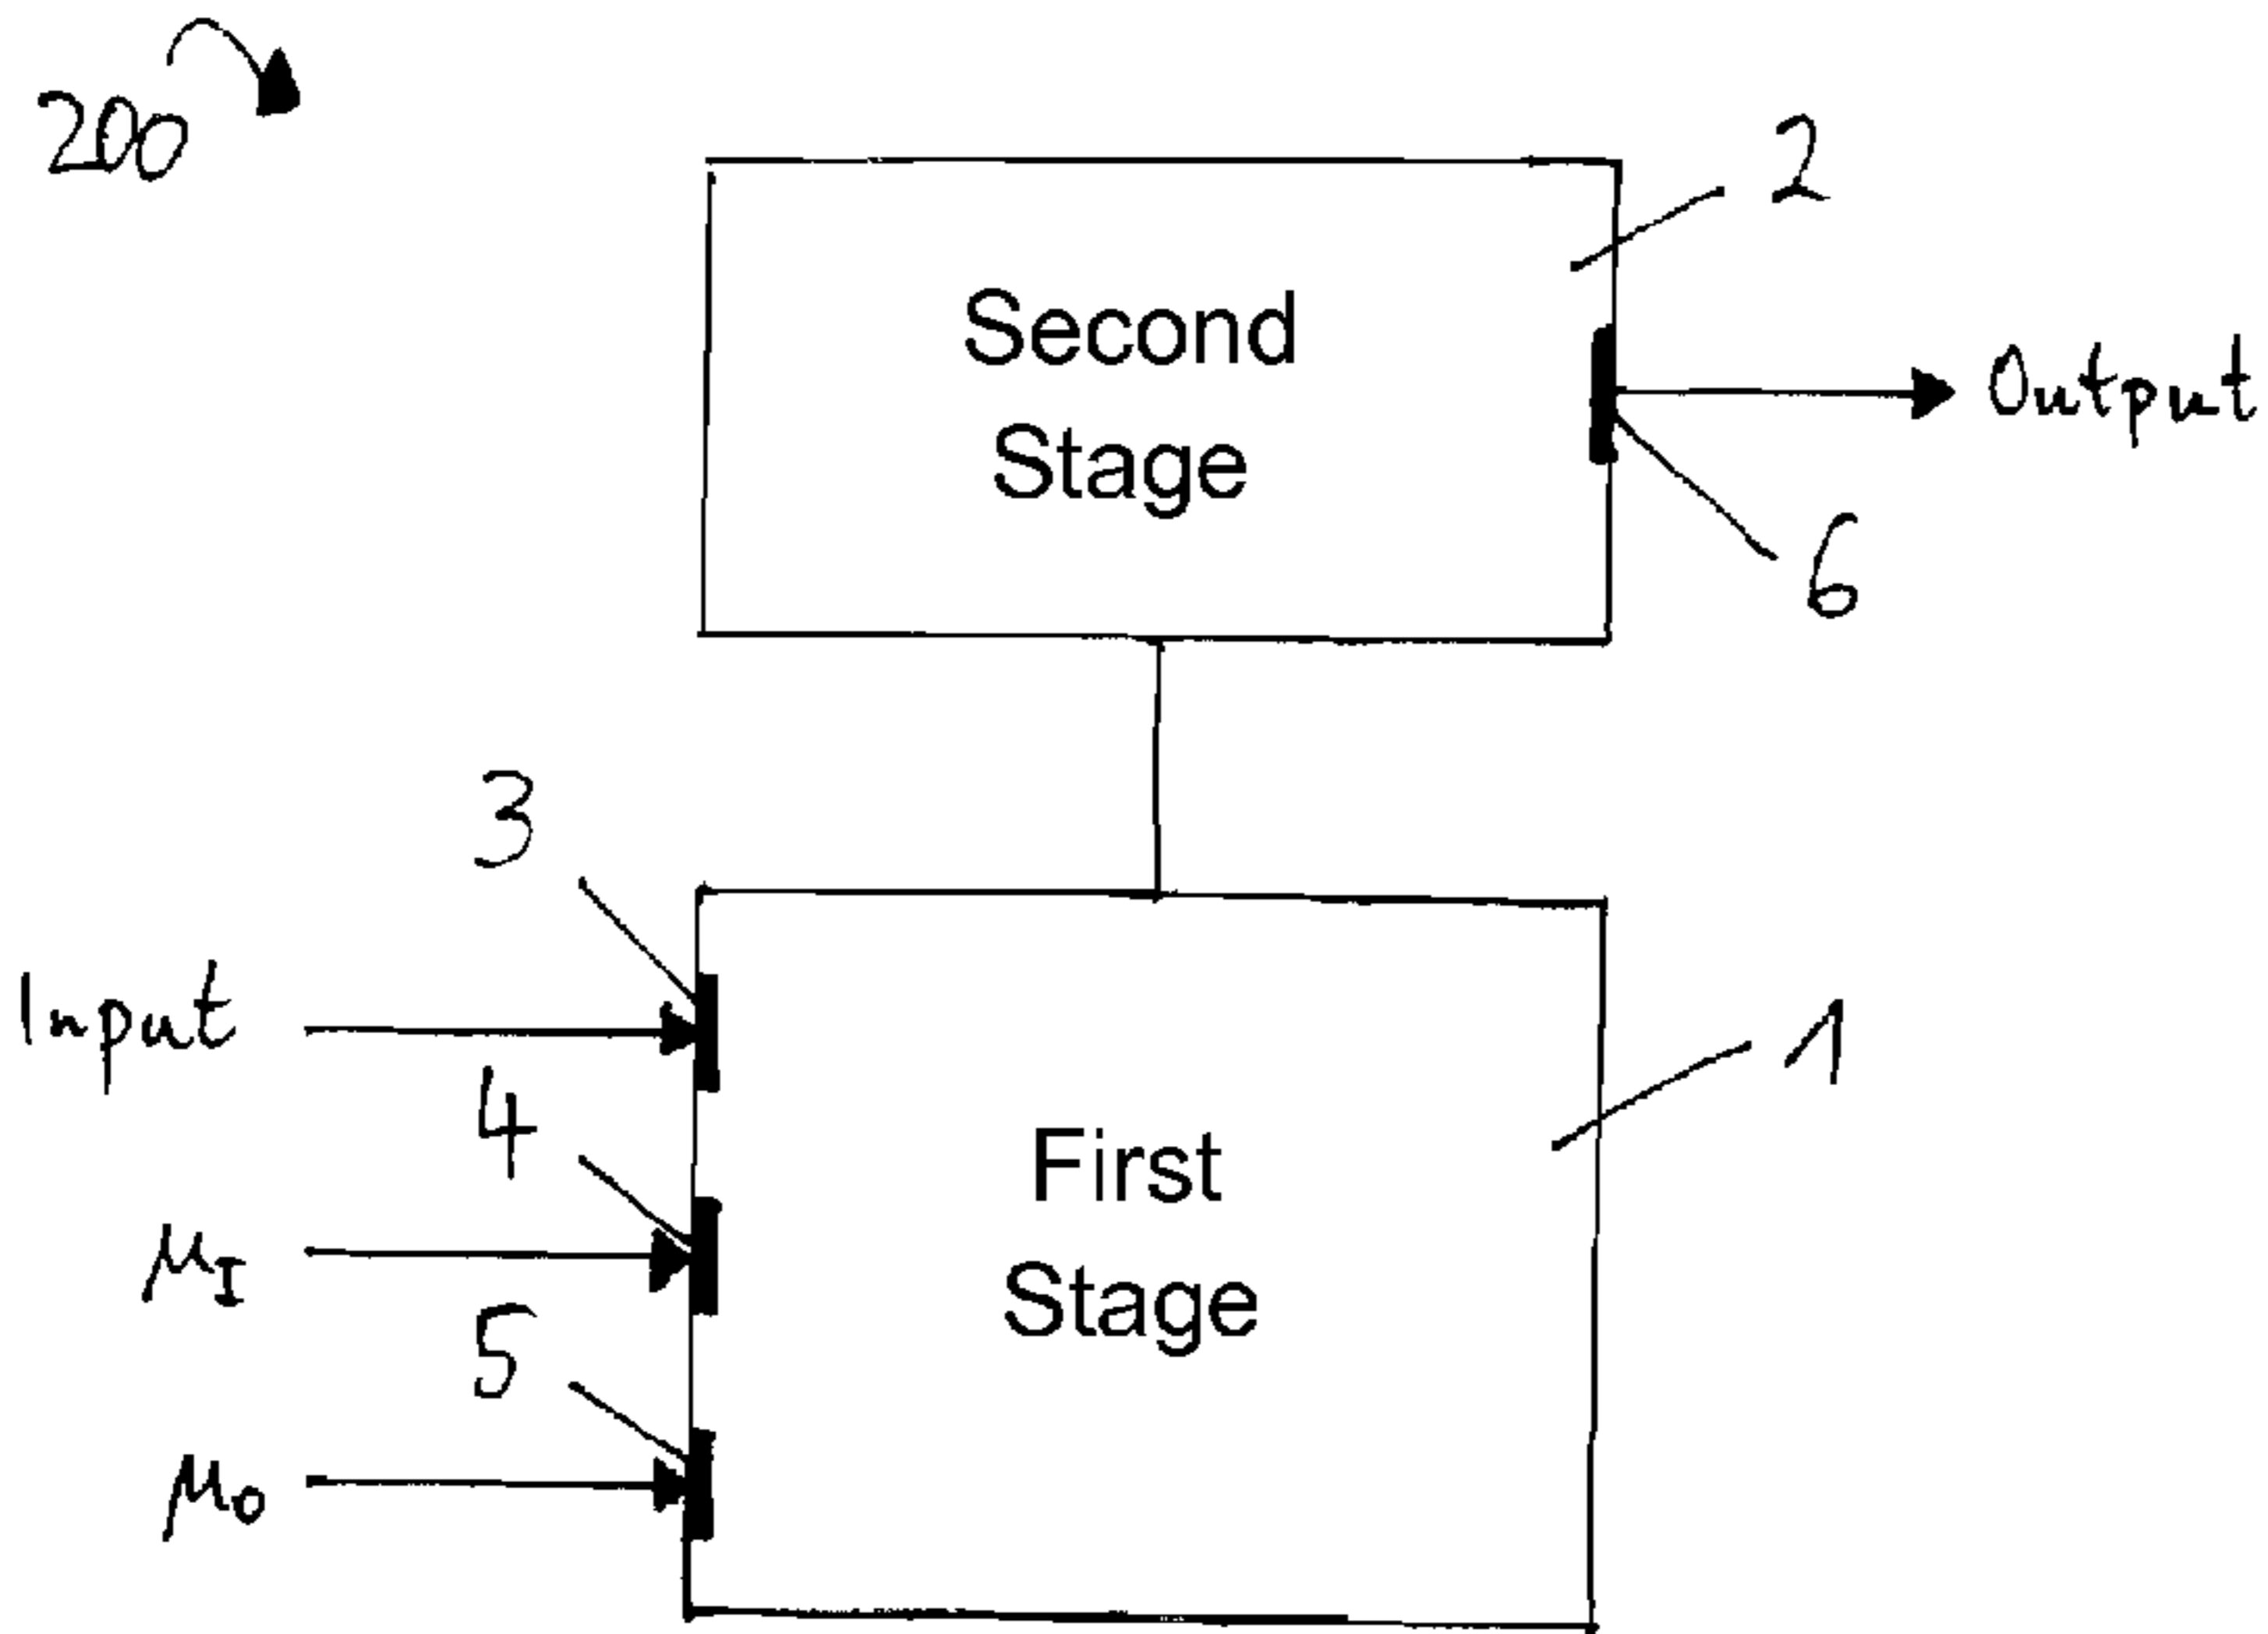 200
2
Second
Stage
Output
6
3
Input
4
First
Stage
1
μI
5
μo